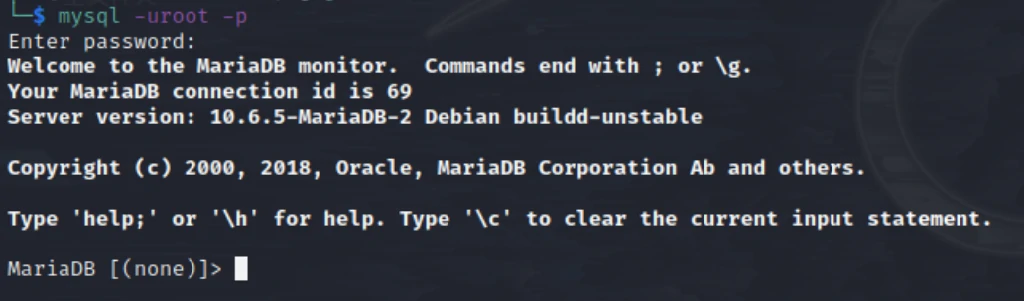 └─$ mysql -uroot -p
Enter password:
Welcome to the MariaDB monitor.  Commands end with ; or \g.
Your MariaDB connection id is 69
Server version: 10.6.5-MariaDB-2 Debian buildd-unstable
Copyright (c) 2000, 2018, Oracle, MariaDB Corporation Ab and others.
Type 'help;' or '\h' for help. Type '\c' to clear the current input statement.
MariaDB [(none)]>